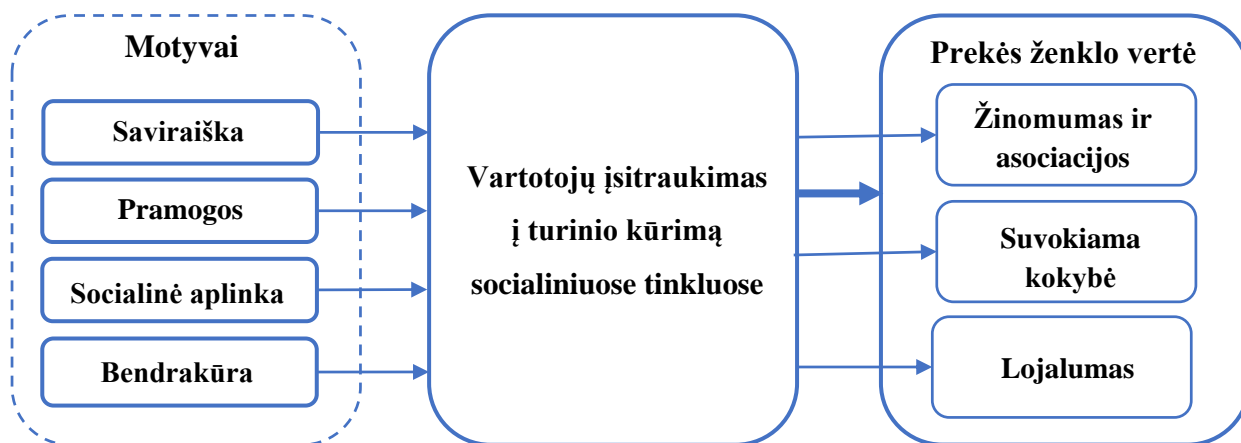 Motyvai
Saviraiška
Pramogos
Socialinė aplinka
Bendrakūra
Vartotojų įsitraukimas
į turinio kūrimą
socialiniuose tinkluose
Prekės ženklo vertė
Žinomumas ir
asociacijos
Suvokiama
kokybė
Lojalumas